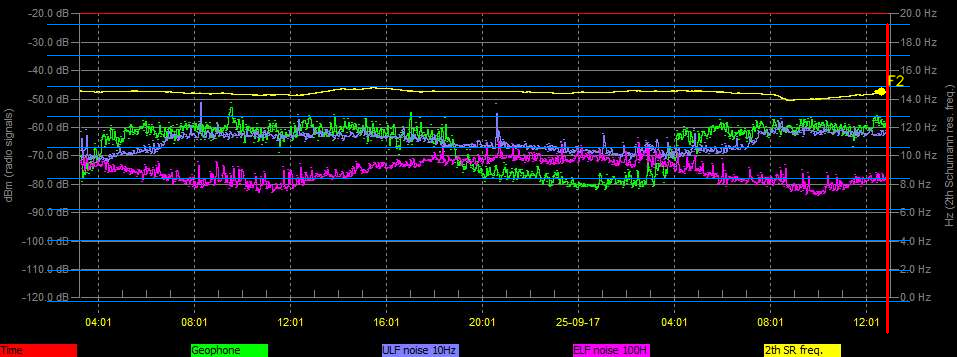 -20.0 dB 20.0 Hz
-30.0 dB 18.0 Hz
-40.0 dB 16.0 Hz
F2
-50.0 dB 14.0 Hz
-60.0 dB 12.0 Hz
-70.0 dB 10.0 Hz
-80.0 dB 8.0 Hz
-90.0 dB 6.0 Hz
-100.0 dB 4.0 Hz
-110.0 dB 2.0 Hz
-120.0 dB 0.0 Hz
dBm (radio signals)
Hz (2th Schumann res. freq.)
04:01 08:01 12:01 16:01 20:01 25-09-17 04:01 08:01 12:01
Time Geophone ULF noise 10Hz ELF noise 100H 2th SR freq.